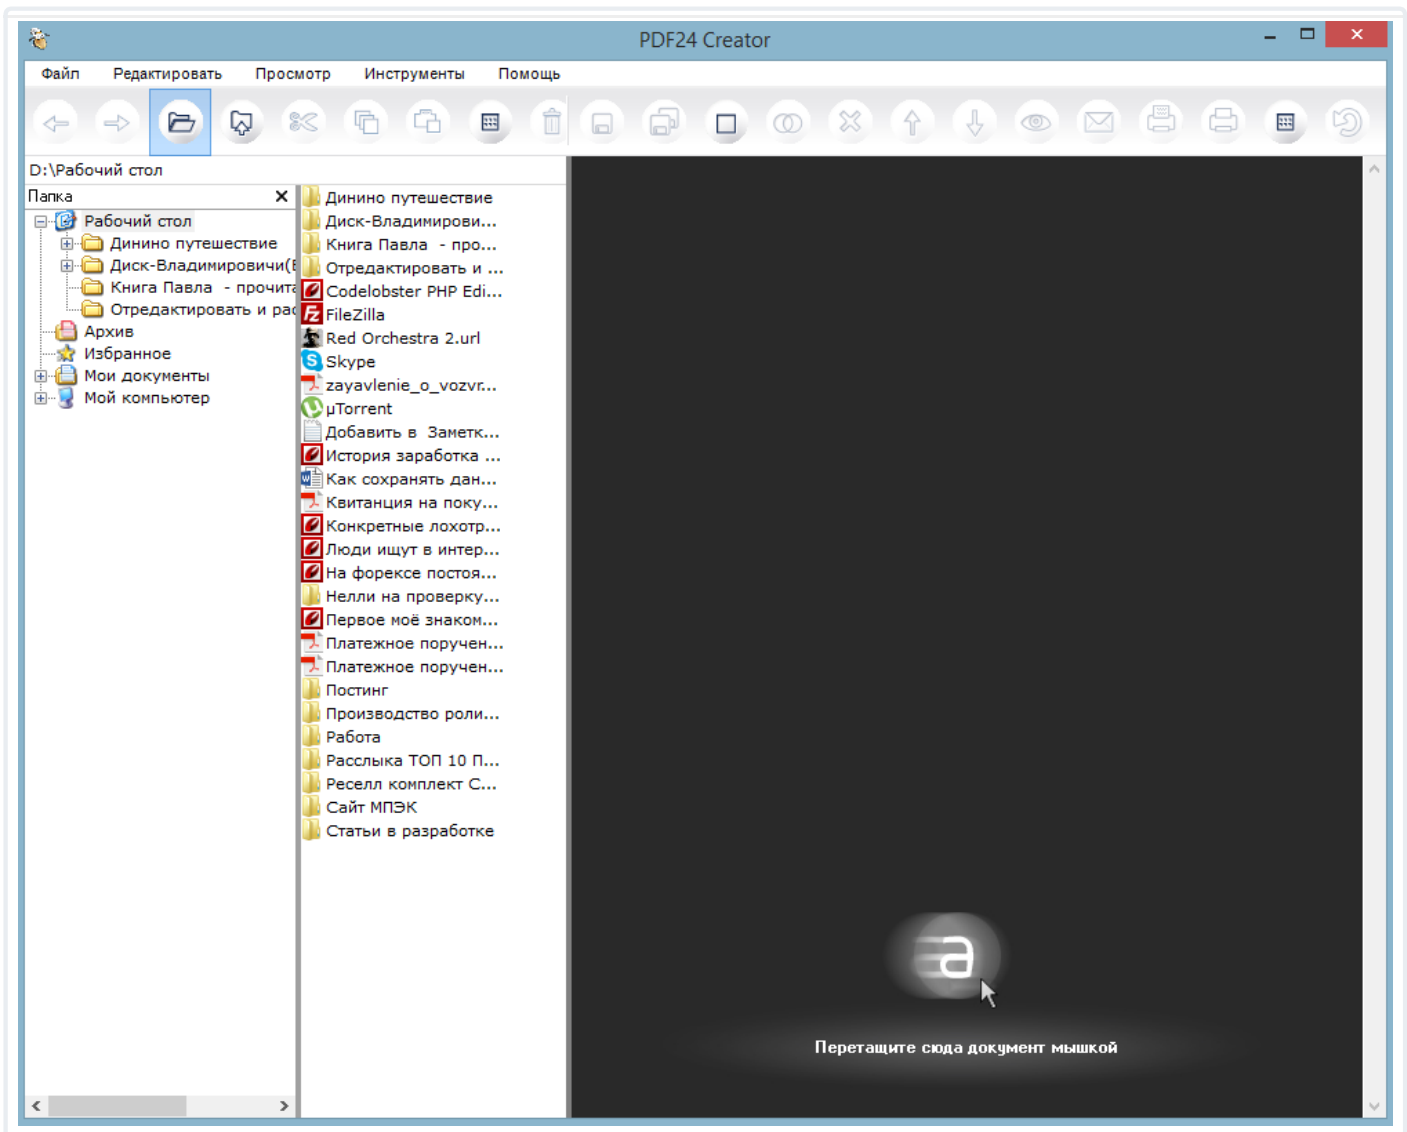 PDF24 Creator
Файл Редактировать Просмотр Инструменты Помощь
D:\Рабочий стол
Папка
Рабочий стол
Динино путешествие
Диск-Владимировичи(
Книга Павла - прочита
Отредактировать и рас
Архив
Избранное
Мои документы
Мой компьютер
Динино путешествие
Диск-Владимирови...
Книга Павла - про...
Отредактировать и ...
Codelobster PHP Edi...
FileZilla
Red Orchestra 2.url
Skype
zayavlenie_o_vozvr...
µTorrent
Добавить в Заметк...
История заработка ...
Как сохранять дан...
Квитанция на поку...
Конкретные лохотр...
Люди ищут в интер...
На форексе постоя...
Нелли на проверку...
Первое моё знаком...
Платежное поручен...
Платежное поручен...
Постинг
Производство роли...
Работа
Расслыка ТОП 10 П...
Реселл комплект С...
Сайт МПЭК
Статьи в разработке
a
Перетащите сюда документ мышкой